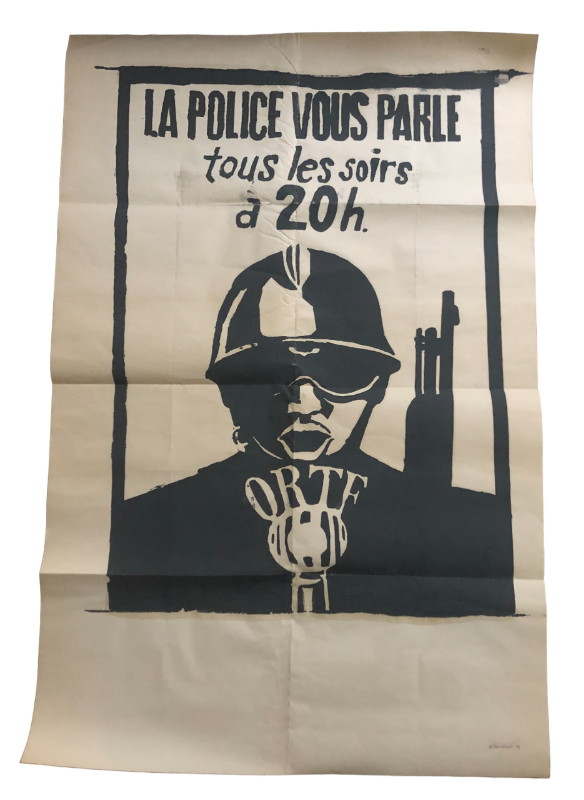 LA POLICE VOUS PARLE
tous les soirs
à 20h.
ORTF